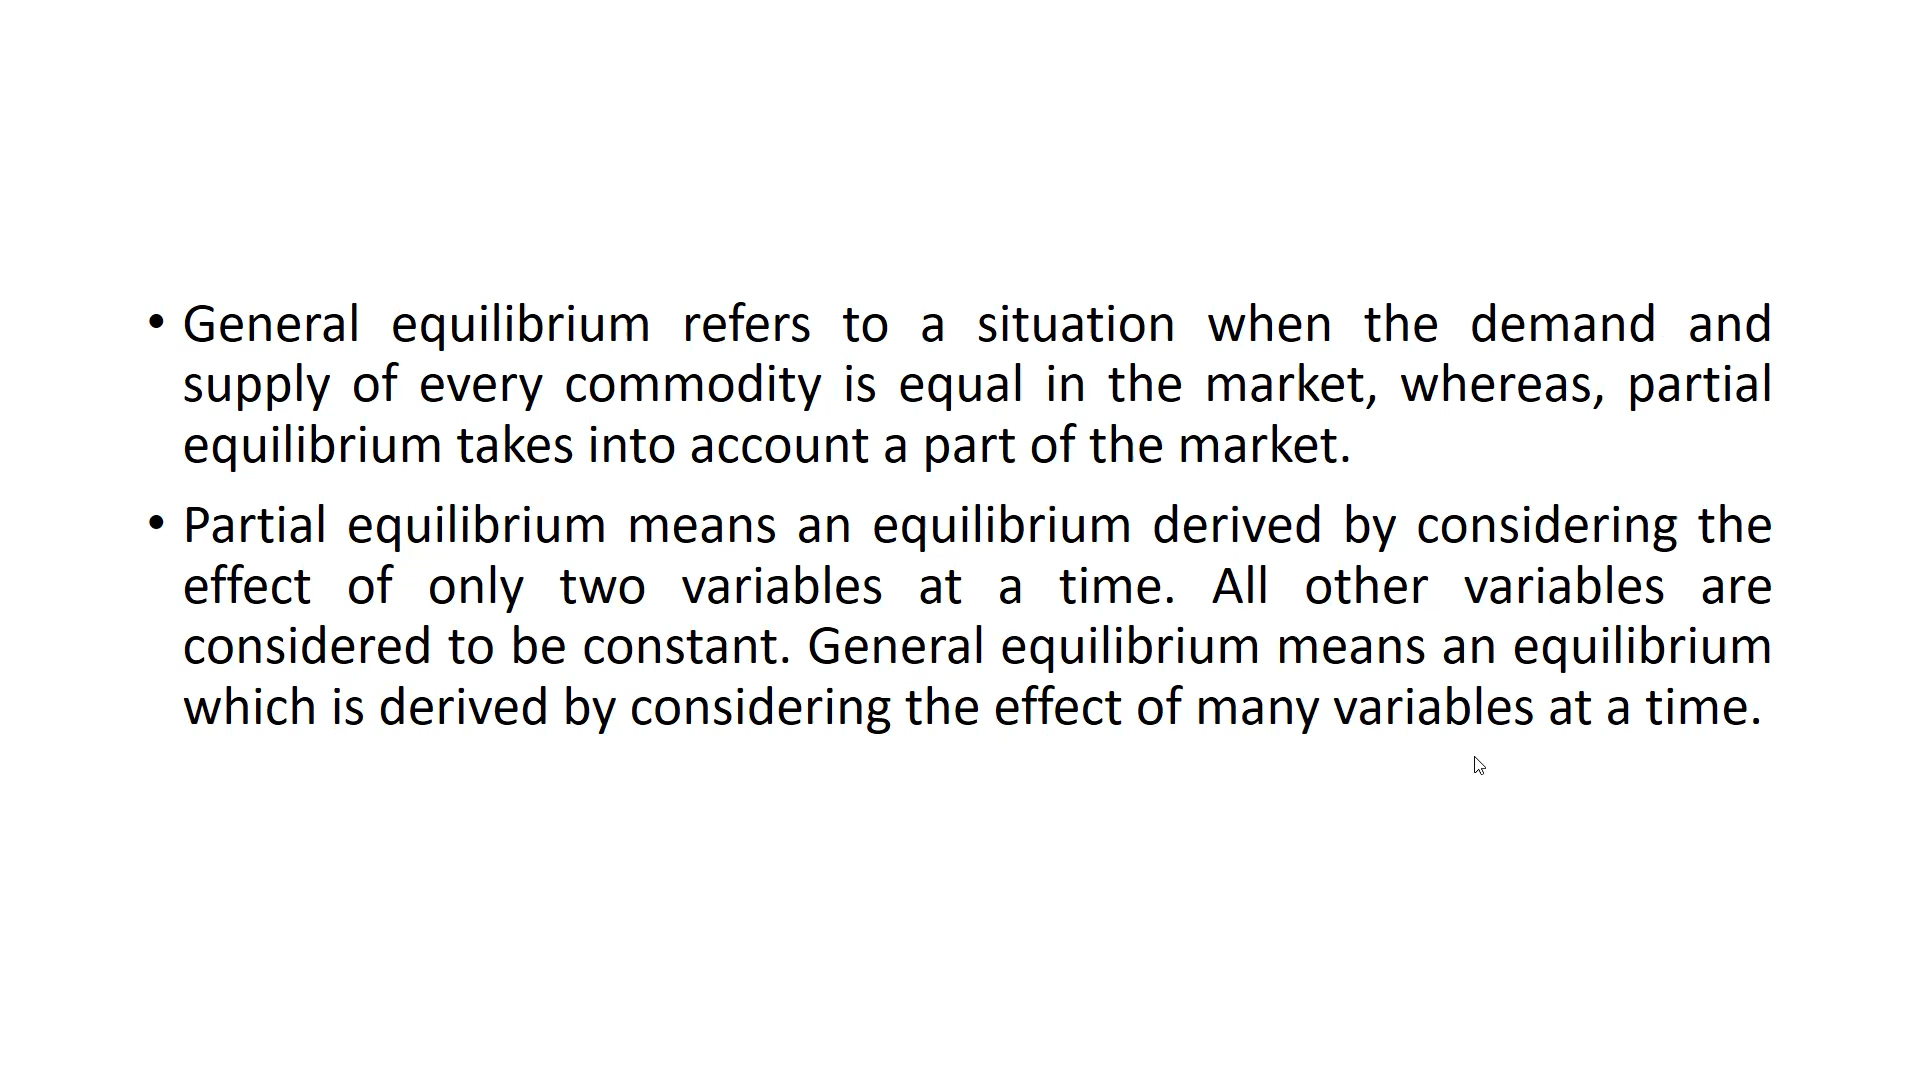 • General equilibrium refers to a situation when the demand and
supply of every commodity is equal in the market, whereas, partial
equilibrium takes into account a part of the market.
• Partial equilibrium means an equilibrium derived by considering the
effect of only two variables at a time. All other variables are
considered to be constant. General equilibrium means an equilibrium
which is derived by considering the effect of many variables at a time.